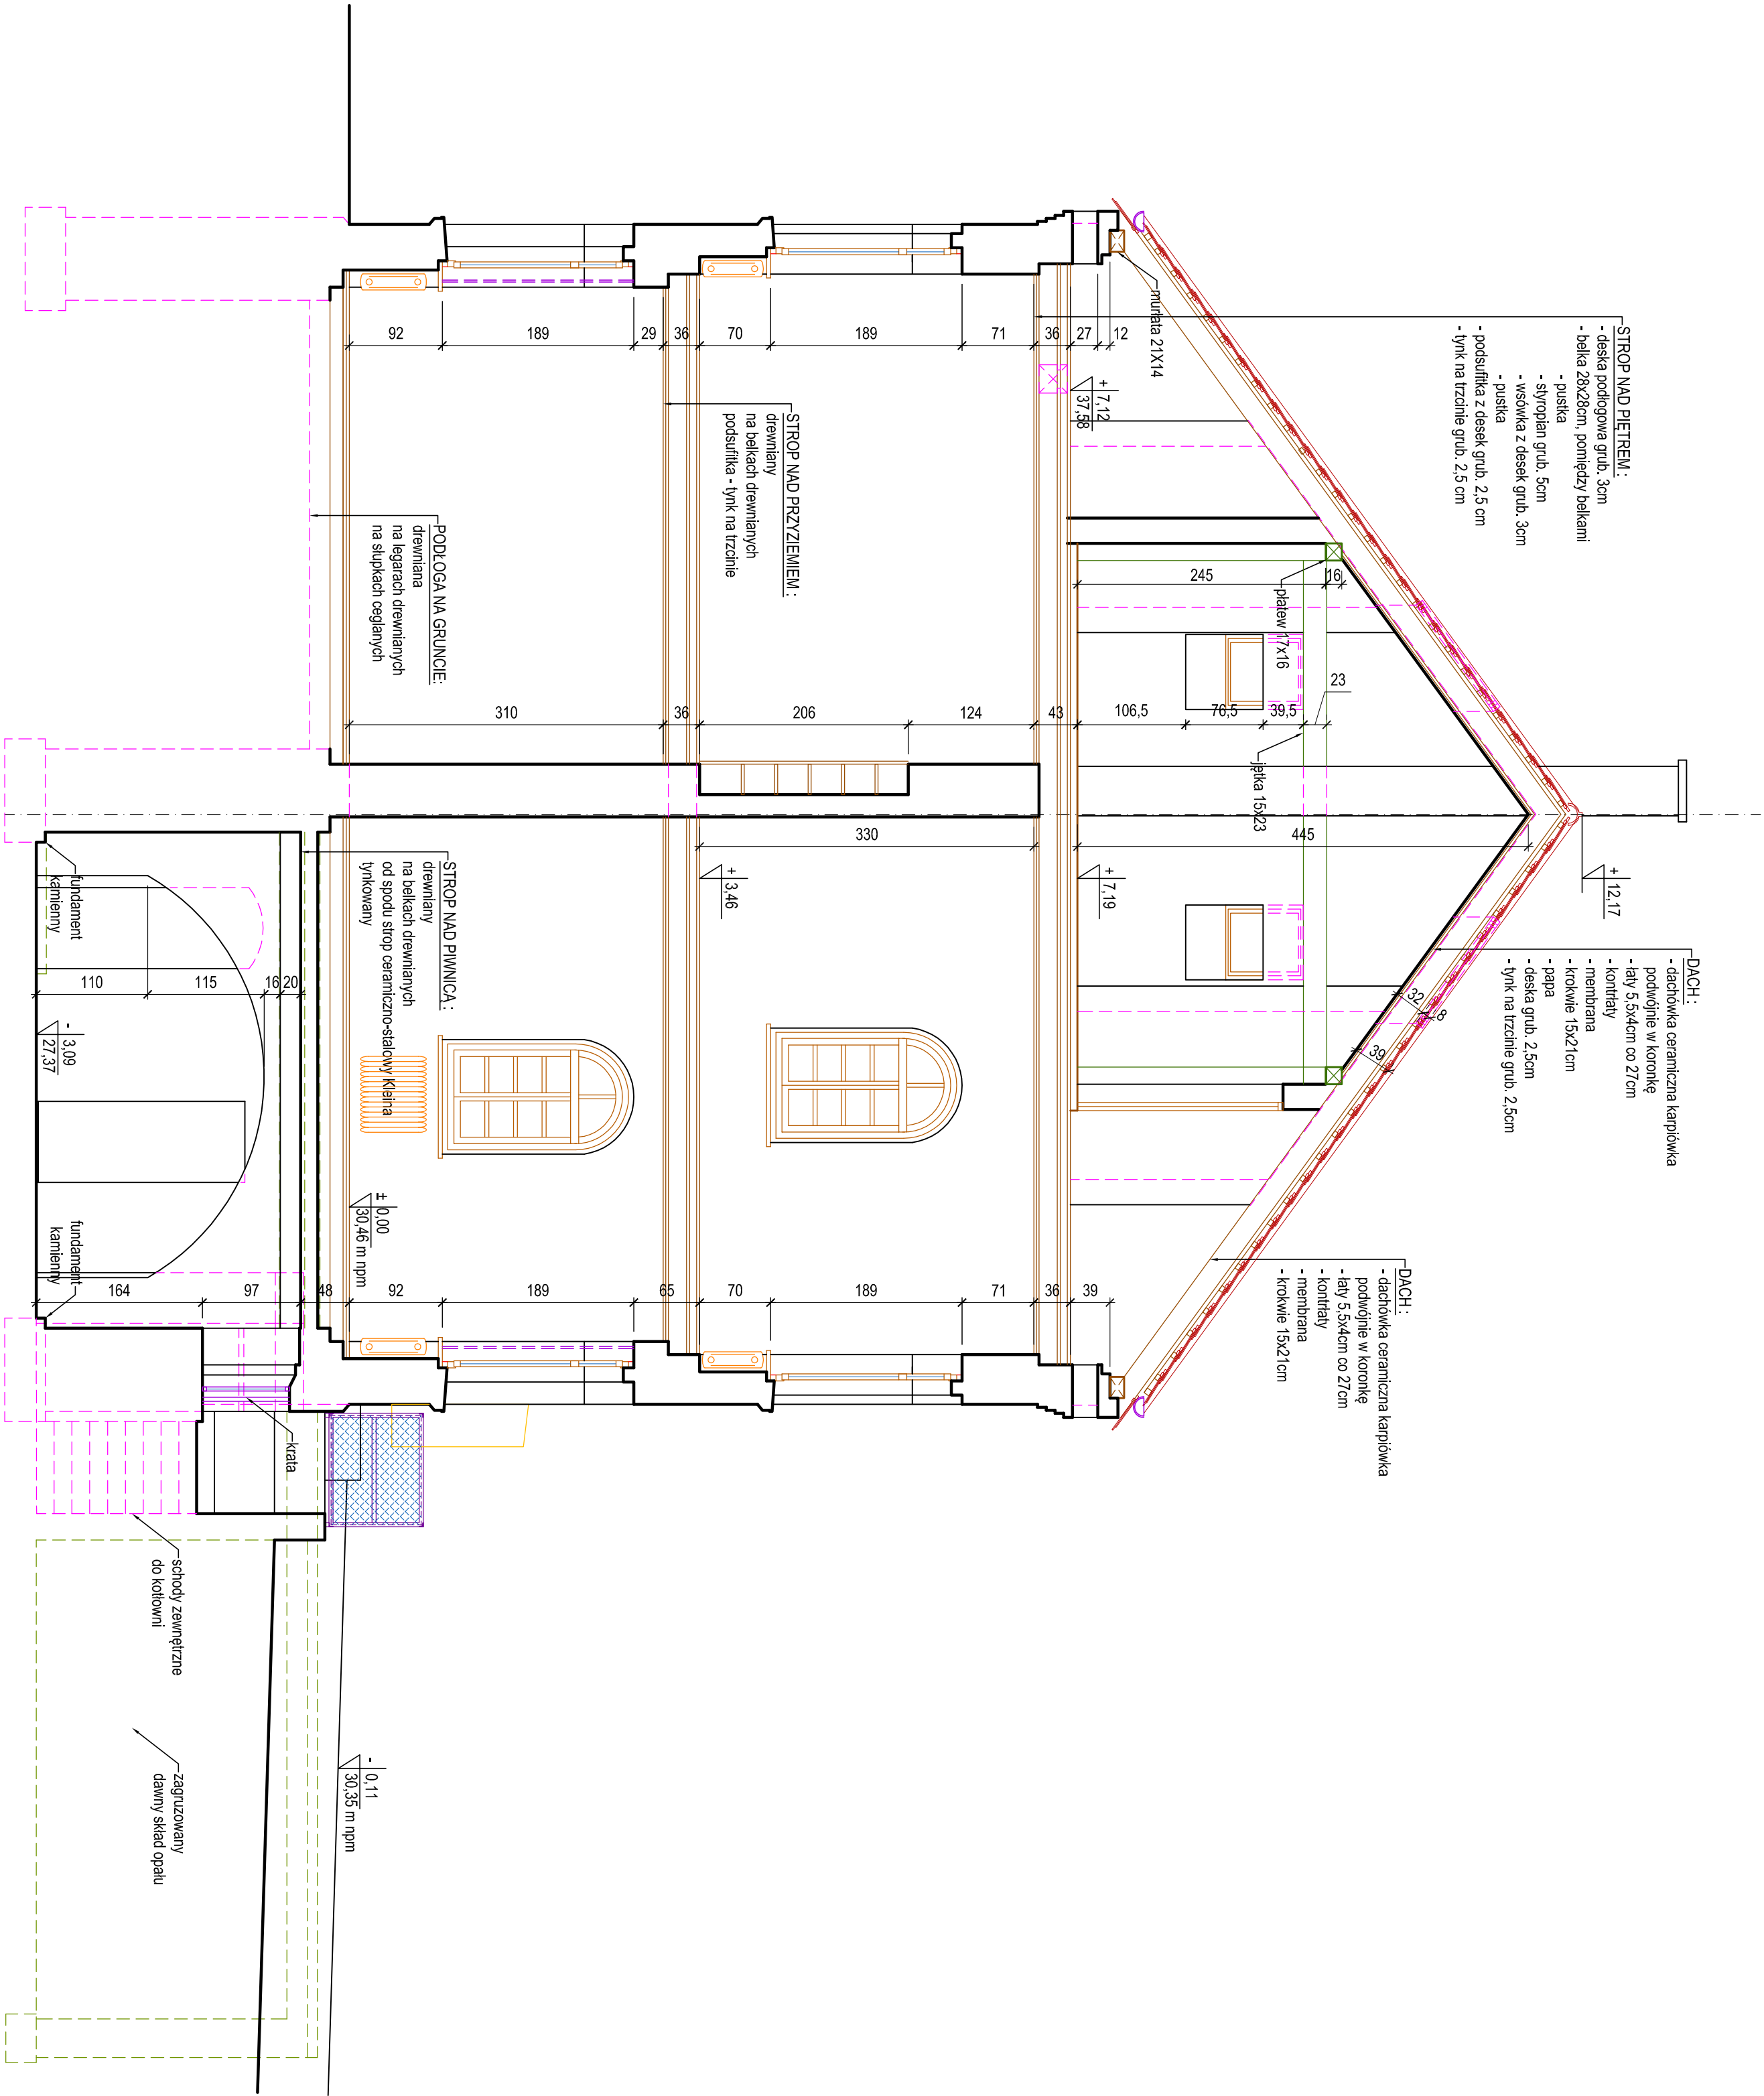 DACH :
- dachówka ceramiczna karpiówka
podwójnie w koronkę
- łaty 5,5x4cm co 27cm
- kontrłaty
- membrana
- krokwie 15x21cm
- papa
- deska grub. 2,5cm
- tynk na trzcinie grub. 2,5cm
STROP NAD PIĘTREM :
- deska podłogowa grub. 3cm
- belka 28x28cm, pomiędzy belkami
- pustka
- styropian grub. 5cm
- wsówka z desek grub. 3cm
- pustka
- podsufitka z desek grub. 2,5 cm
- tynk na trzcinie grub. 2,5 cm
DACH :
- dachówka ceramiczna karpiówka
podwójnie w koronkę
- łaty 5,5x4cm co 27cm
- kontrłaty
- membrana
- krokwie 15x21cm
+ 12,17
32
8
39
16
245
płatew 17x16
23
jętka 15x23
39,5
76,5
106,5
43
445
murłata 21X14
+ 7,12
37,58
+ 7,19
12
27
36
71
189
70
36
29
189
92
124
206
36
310
330
39
36
71
189
70
65
189
92
48
97
164
STROP NAD PRZYZIEMIEM :
drewniany
na belkach drewnianych
podsufitka - tynk na trzcinie
+ 3,46
STROP NAD PIWNICĄ :
drewniany
na belkach drewnianych
od spodu strop ceramiczno-stalowy Kleina
tynkowany
PODŁOGA NA GRUNCIE:
drewniana
na legarach drewnianych
na słupkach ceglanych
± 0,00
30,46 m npm
- 0,11
30,35 m npm
krata
20
16
115
110
- 3,09
27,37
fundament
kamienny
fundament
kamienny
schody zewnętrzne
do kotłowni
zagruzowany
dawny skład opału